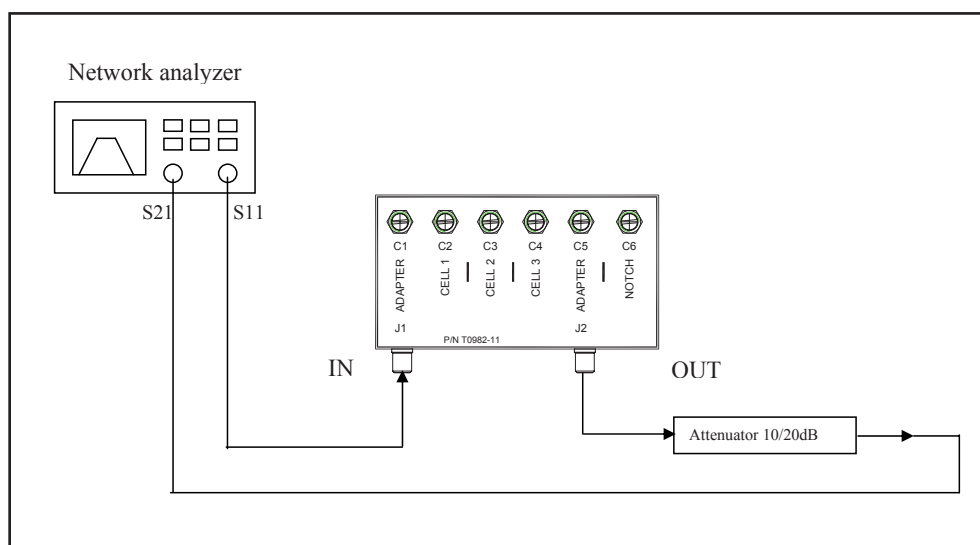 Network analyzer
S21
S11
C1
C2
C3
C4
C5
C6
ADAPTER
CELL 1
CELL 2
CELL 3
ADAPTER
NOTCH
J1
J2
P/N T0982-11
IN
OUT
Attenuator 10/20dB